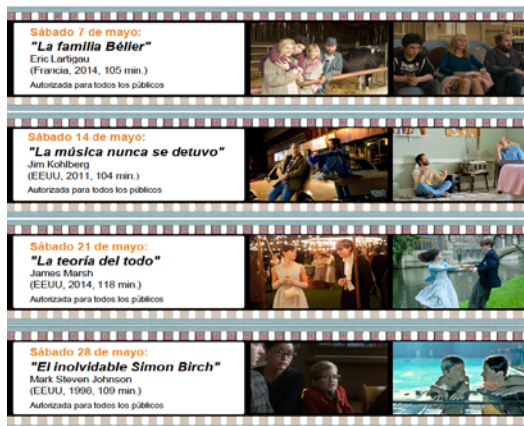 Sábado 7 de mayo:
"La familia Bélier"
Eric Lartigau
(Francia, 2014, 105 min.)
Autorizada para todos los públicos
Sábado 14 de mayo:
"La música nunca se detuvo"
Jim Kohlberg
(EEUU, 2011, 104 min.)
Autorizada para todos los públicos
Sábado 21 de mayo:
"La teoría del todo"
James Marsh
(EEUU, 2014, 118 min.)
Autorizada para todos los públicos
Sábado 28 de mayo:
"El inolvidable Simon Birch"
Mark Steven Johnson
(EEUU, 1998, 109 min.)
Autorizada para todos los públicos